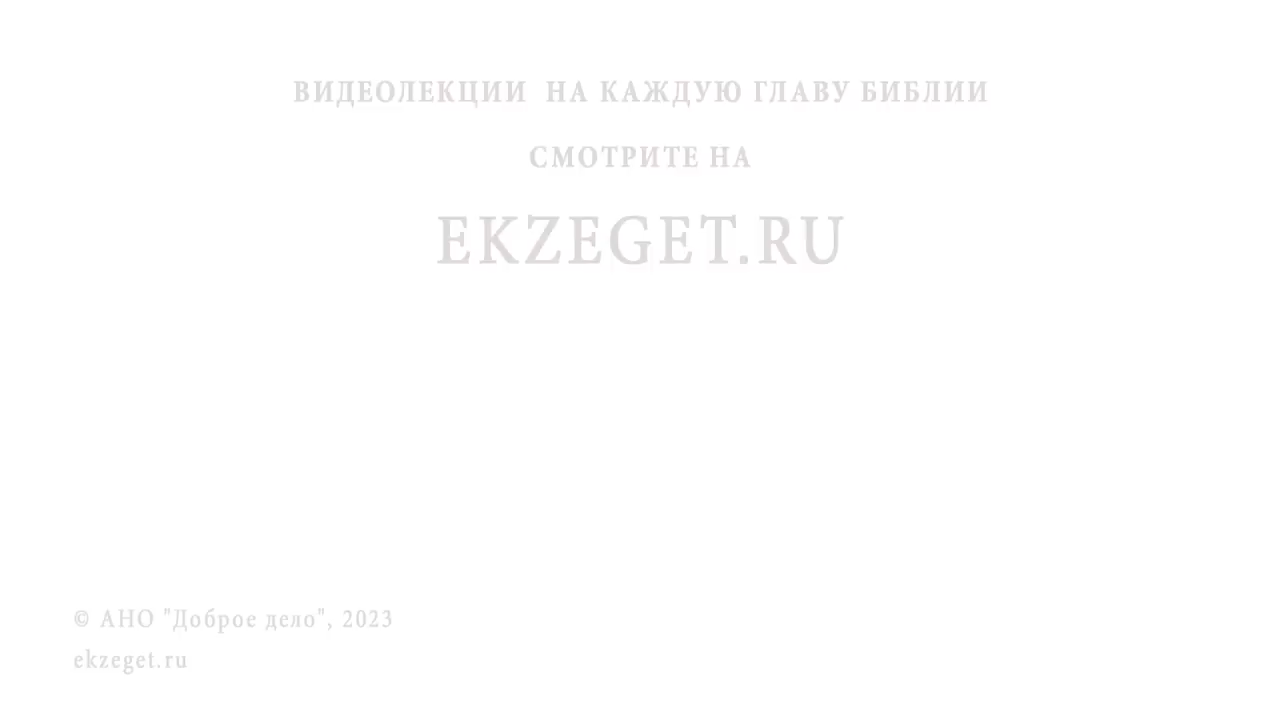 ВИДЕОЛЕКЦИИ НА КАЖДУЮ ГЛАВУ БИБЛИИ
СМОТРИТЕ НА
EKZEGET.RU
© АНО "Доброе дело", 2023
ekzeget.ru